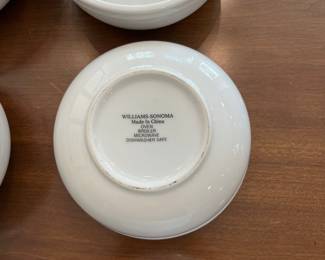 WILLIAMS-SONOMA
Made In China
OVEN
BROILER
MICROWAVE
DISHWASHER SAFE